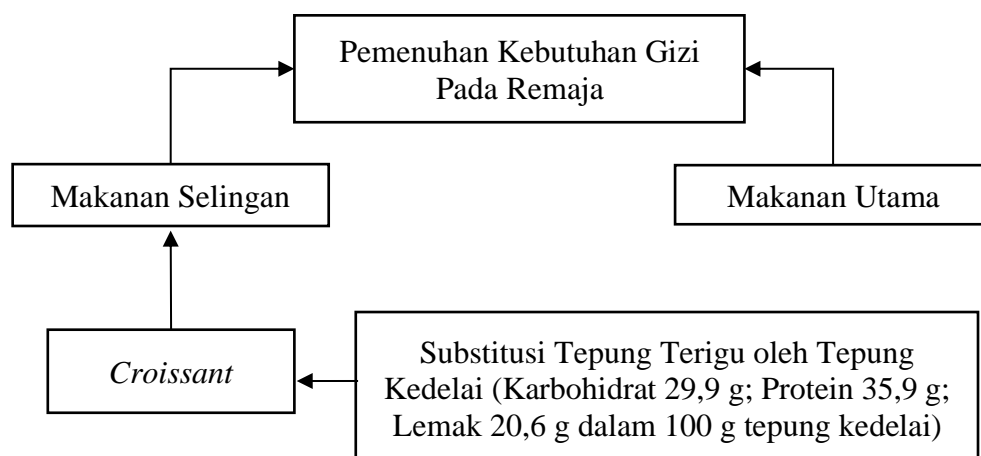 Pemenuhan Kebutuhan Gizi
Pada Remaja
Makanan Selingan
Makanan Utama
Croissant
Substitusi Tepung Terigu oleh Tepung
Kedelai (Karbohidrat 29,9 g; Protein 35,9 g;
Lemak 20,6 g dalam 100 g tepung kedelai)